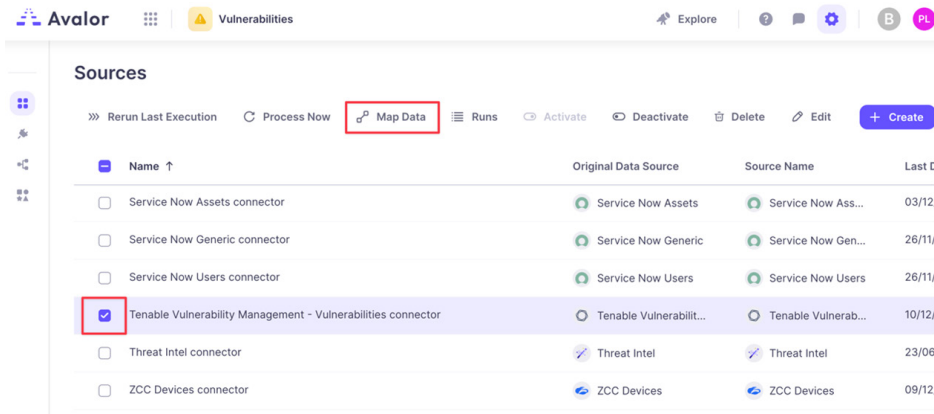 Avalor Vulnerabilities Explore B PL
Sources
Rerun Last Execution Process Now Map Data Runs Activate Deactivate Delete Edit + Create
Name ↑ Original Data Source Source Name Last D
Service Now Assets connector Service Now Assets Service Now Ass... 03/12
Service Now Generic connector Service Now Generic Service Now Gen... 26/11/
Service Now Users connector Service Now Users Service Now Users 26/11/
Tenable Vulnerability Management - Vulnerabilities connector Tenable Vulnerabilit... Tenable Vulnerab... 10/12/
Threat Intel connector Threat Intel Threat Intel 23/06
ZCC Devices connector ZCC Devices ZCC Devices 09/12